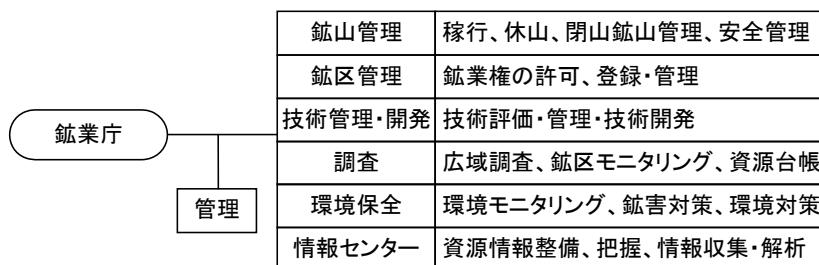 鉱業庁
管理
鉱山管理 稼行、休山、閉山鉱山管理、安全管理
鉱区管理 鉱業権の許可、登録・管理
技術管理・開発 技術評価・管理・技術開発
調査 広域調査、鉱区モニタリング、資源台帳
環境保全 環境モニタリング、鉱害対策、環境対策
情報センター 資源情報整備、把握、情報収集・解析